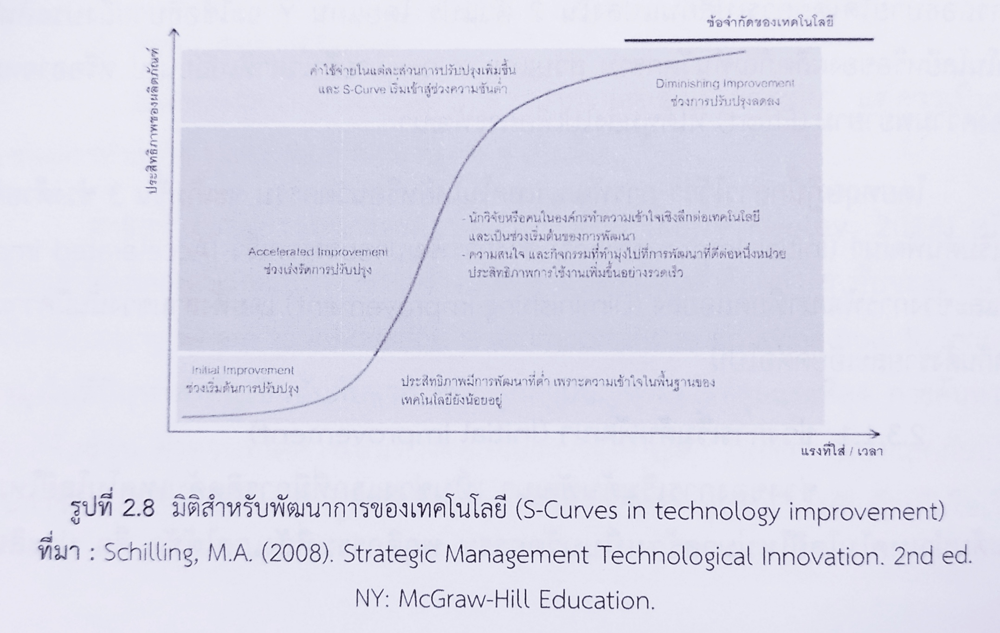 ข้อจำกัดของเทคโนโลยี
ประสิทธิภาพของผลิตภัณฑ์
ค่าใช้จ่ายในแต่ละส่วนการปรับปรุงเพิ่มขึ้น
และ S-Curve เริ่มเข้าสู่ช่วงความชันต่ำ
Diminishing Improvement
ช่วงการปรับปรุงลดลง
- นักวิจัยหรือคนในองค์กรทำความเข้าใจเชิงลึกต่อเทคโนโลยี
และเป็นช่วงเริ่มต้นของการพัฒนา
- ความสนใจ และกิจกรรมที่ทำมุ่งไปที่การพัฒนาที่ดีต่อหนึ่งหน่วย
ประสิทธิภาพการใช้งานเพิ่มขึ้นอย่างรวดเร็ว
Accelerated Improvement
ช่วงเร่งรัดการปรับปรุง
Initial Improvement
ช่วงเริ่มต้นการปรับปรุง
ประสิทธิภาพมีการพัฒนาที่ต่ำ เพราะความเข้าใจในพื้นฐานของ
เทคโนโลยียังน้อยอยู่
แรงที่ใส่ / เวลา
รูปที่ 2.8 มิติสำหรับพัฒนาการของเทคโนโลยี (S-Curves in technology improvement)
ที่มา : Schilling, M.A. (2008). Strategic Management Technological Innovation. 2nd ed.
NY: McGraw-Hill Education.